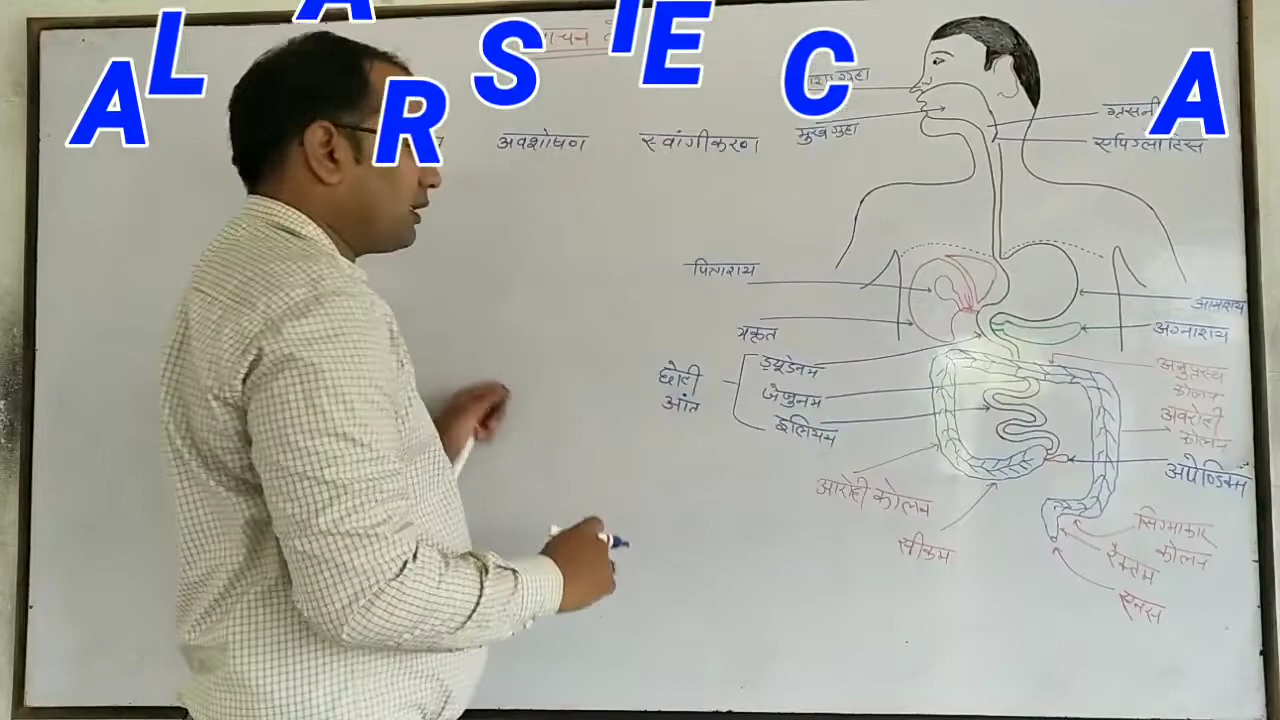 A L A R S I E C A
अवशोषण
स्वांगीकरण
मुख गुहा
ग्रसनी
एपिग्लाटिस
पित्ताशय
आमाशय
यकृत
अग्नाशय
छोटी
आंत
ड्यूडेनम
जेजुनम
इलियम
अनुप्रस्थ
कोलन
अवरोही
कोलन
अपेण्डिक्स
आरोही कोलन
सीकम
सिग्माकार
कोलन
रैक्टम
एनस